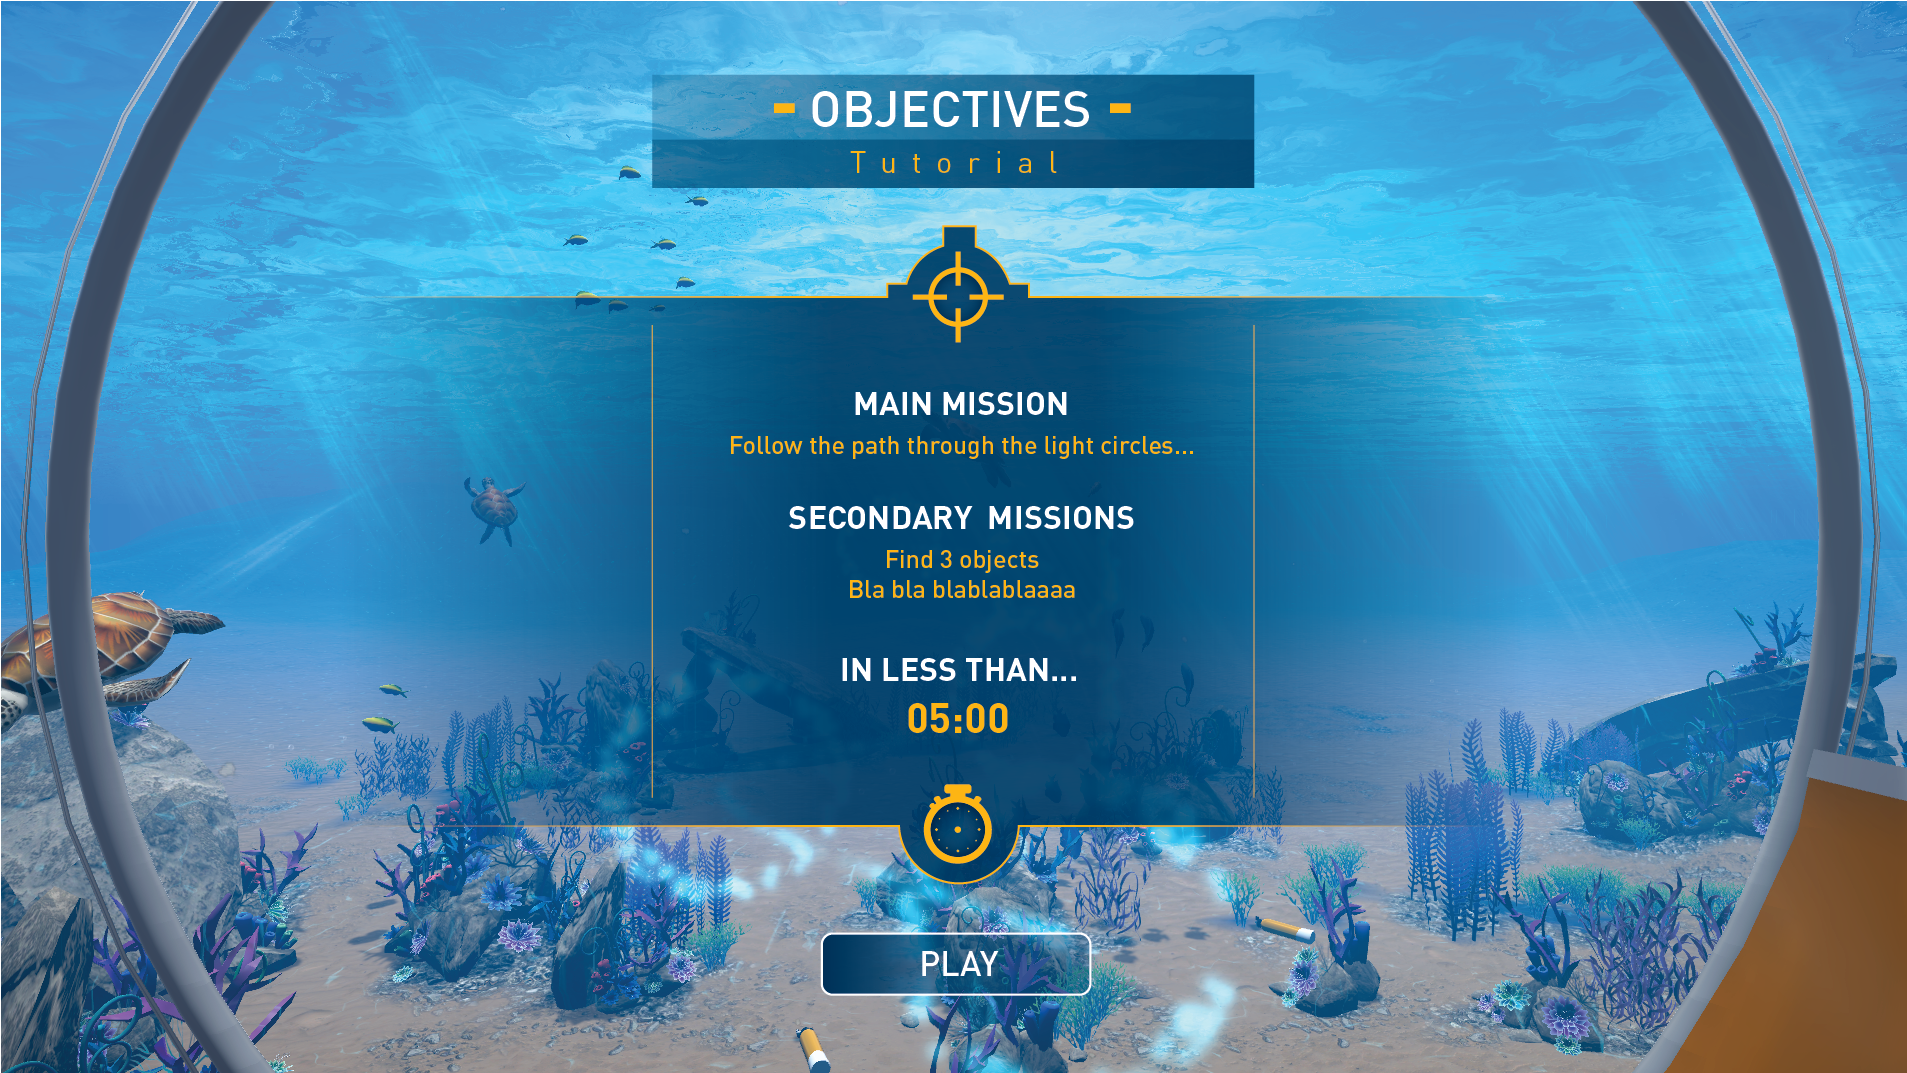 - OBJECTIVES -
Tutorial
MAIN MISSION
Follow the path through the light circles...
SECONDARY MISSIONS
Find 3 objects
Bla bla blablablaaaa
IN LESS THAN...
05:00
PLAY